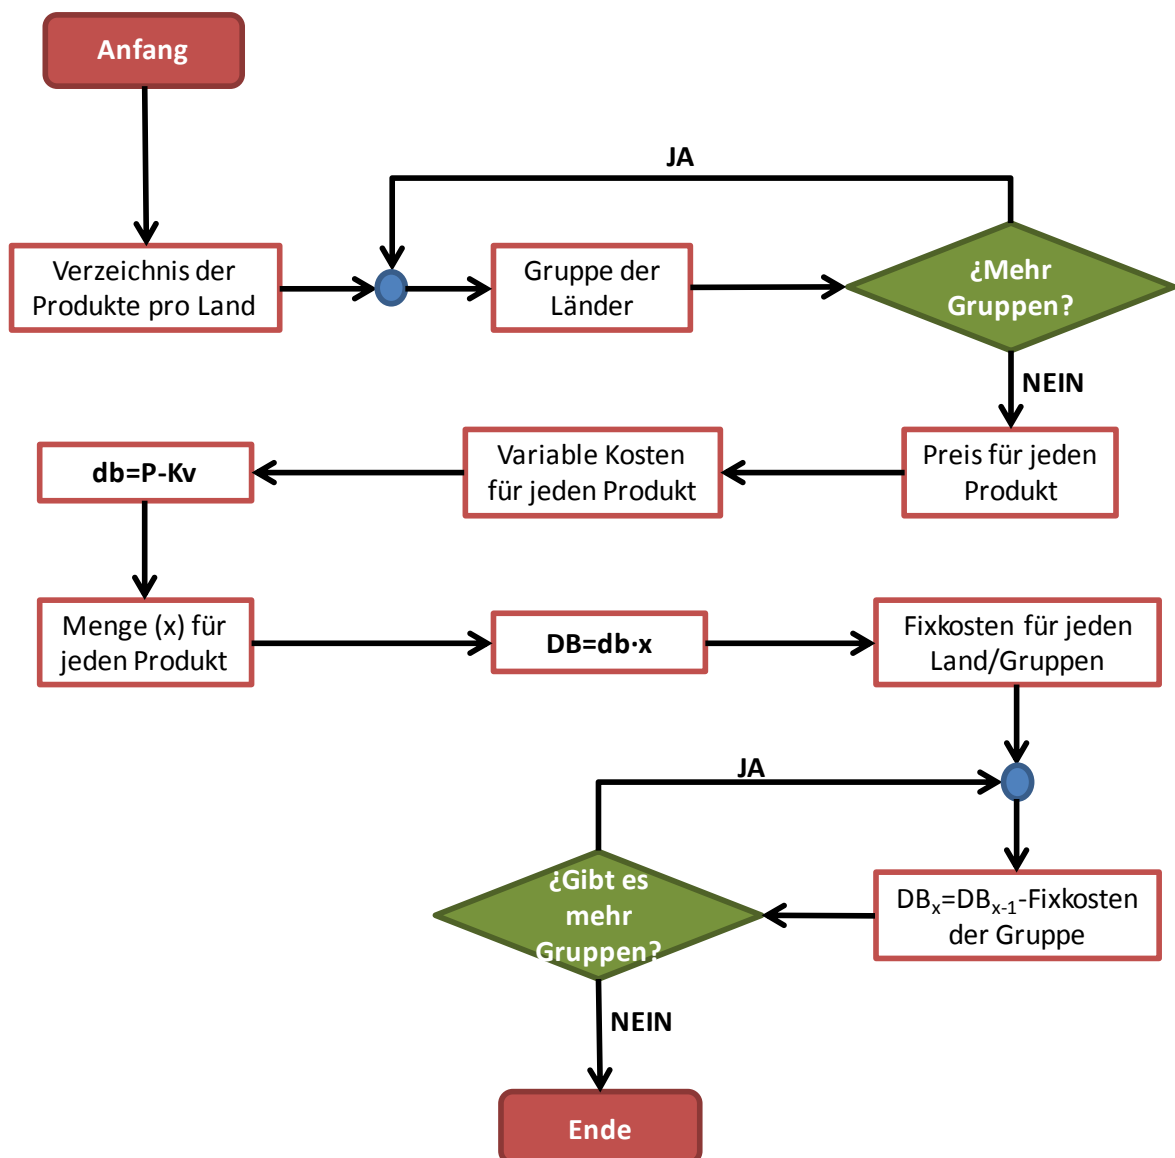 Anfang
JA
Verzeichnis der
Produkte pro Land
Gruppe der
Länder
¿Mehr
Gruppen?
NEIN
Preis für jeden
Produkt
Variable Kosten
für jeden Produkt
db=P-Kv
Menge (x) für
jeden Produkt
DB=db·x
Fixkosten für jeden
Land/Gruppen
JA
DBₓ=DBₓ₋₁-Fixkosten
der Gruppe
¿Gibt es
mehr
Gruppen?
NEIN
Ende